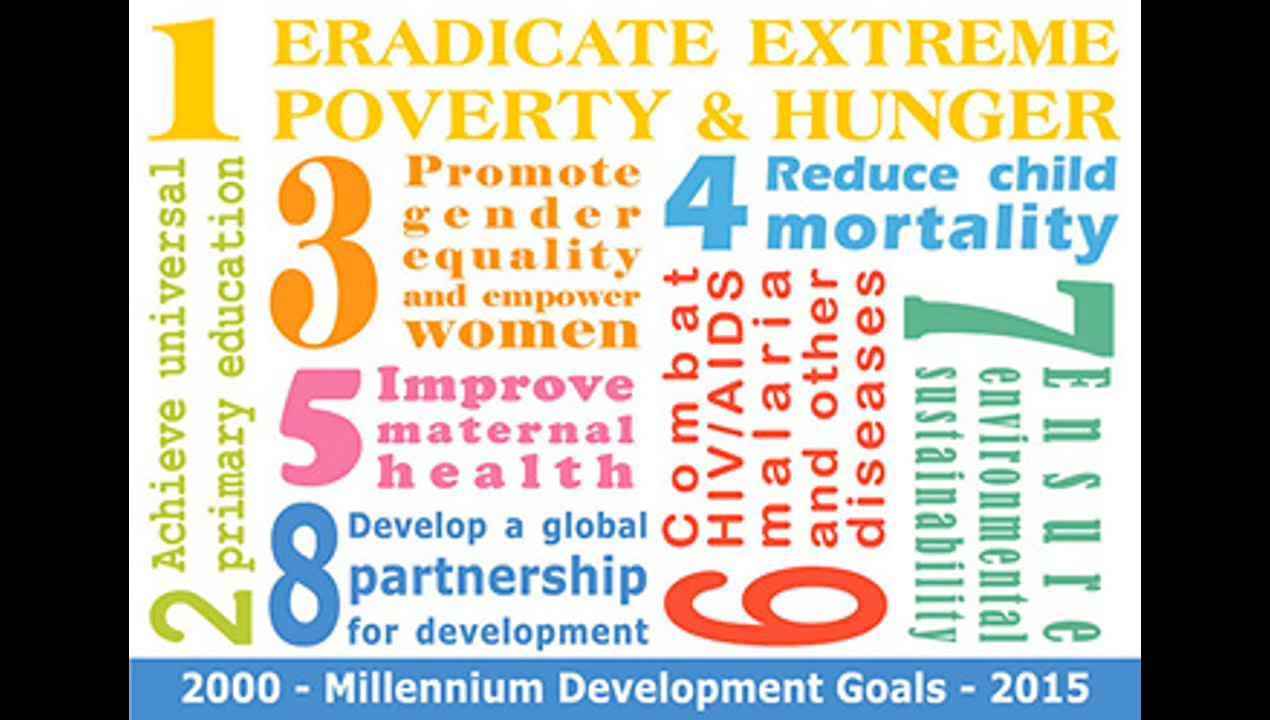 1 ERADICATE EXTREME
POVERTY & HUNGER
2 Achieve universal
primary education
3 Promote
gender
equality
and empower
women
4 Reduce child
mortality
5 Improve
maternal
health
6 Combat
HIV/AIDS
malaria
and other
diseases
7 Ensure
environmental
sustainability
8 Develop a global
partnership
for development
2000 - Millennium Development Goals - 2015